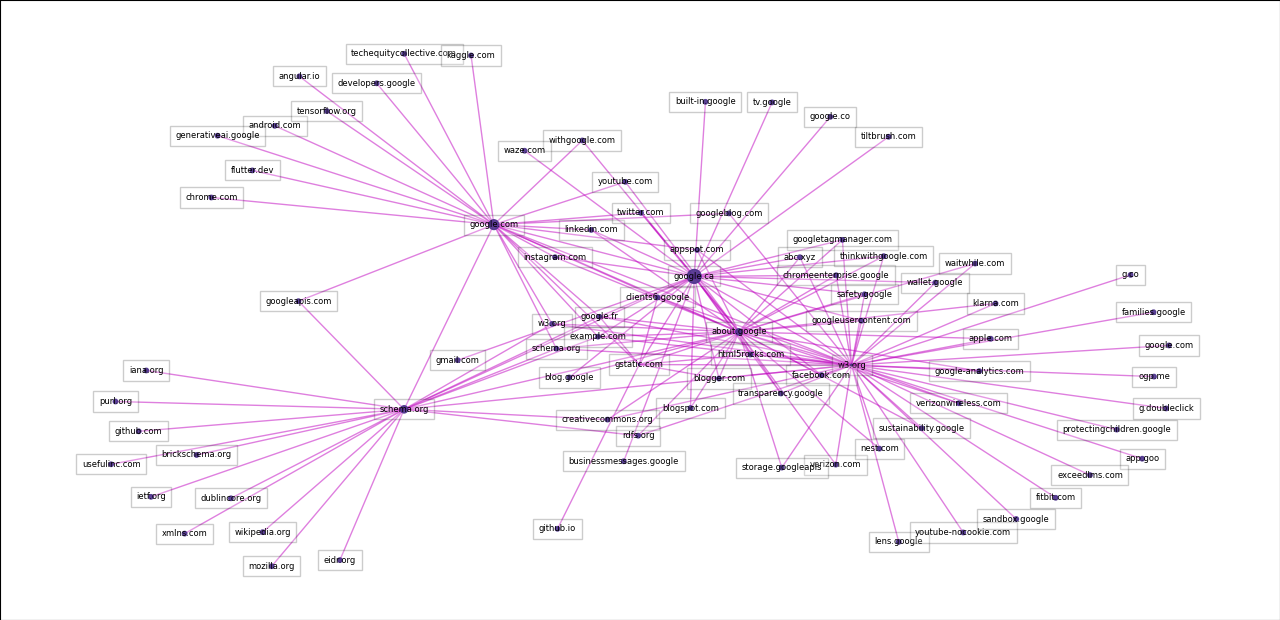 techequitycollective.com
kaggle.com
angular.io
developers.google
built-in.google
tv.google
tensorflow.org
google.co
android.com
generativeai.google
tiltbrush.com
withgoogle.com
waze.com
flutter.dev
youtube.com
chrome.com
twitter.com
googleblog.com
google.com
linkedin.com
googletagmanager.com
appspot.com
instagram.com
abc.xyz
thinkwithgoogle.com
waitwhile.com
google.ca
chromeenterprise.google
g.co
wallet.google
clients6.google
safety.google
googleapis.com
klarna.com
families.google
google.fr
w3.org
googleusercontent.com
example.com
about.google
apple.com
google.com
schema.org
html5rocks.com
gmail.com
gstatic.com
w3.org
iana.org
blog.google
blogger.com
facebook.com
google-analytics.com
ogp.me
transparency.google
purl.org
schema.org
blogspot.com
verizonwireless.com
g.doubleclick
creativecommons.org
github.com
rdfs.org
sustainability.google
protectingchildren.google
nest.com
brickschema.org
usefulinc.com
businessmessages.google
storage.googleapis
verizon.com
app.goo
exceedlms.com
ietf.org
dublincore.org
fitbit.com
sandbox.google
github.io
xmlns.com
wikipedia.org
youtube-nocookie.com
lens.google
eidr.org
mozilla.org